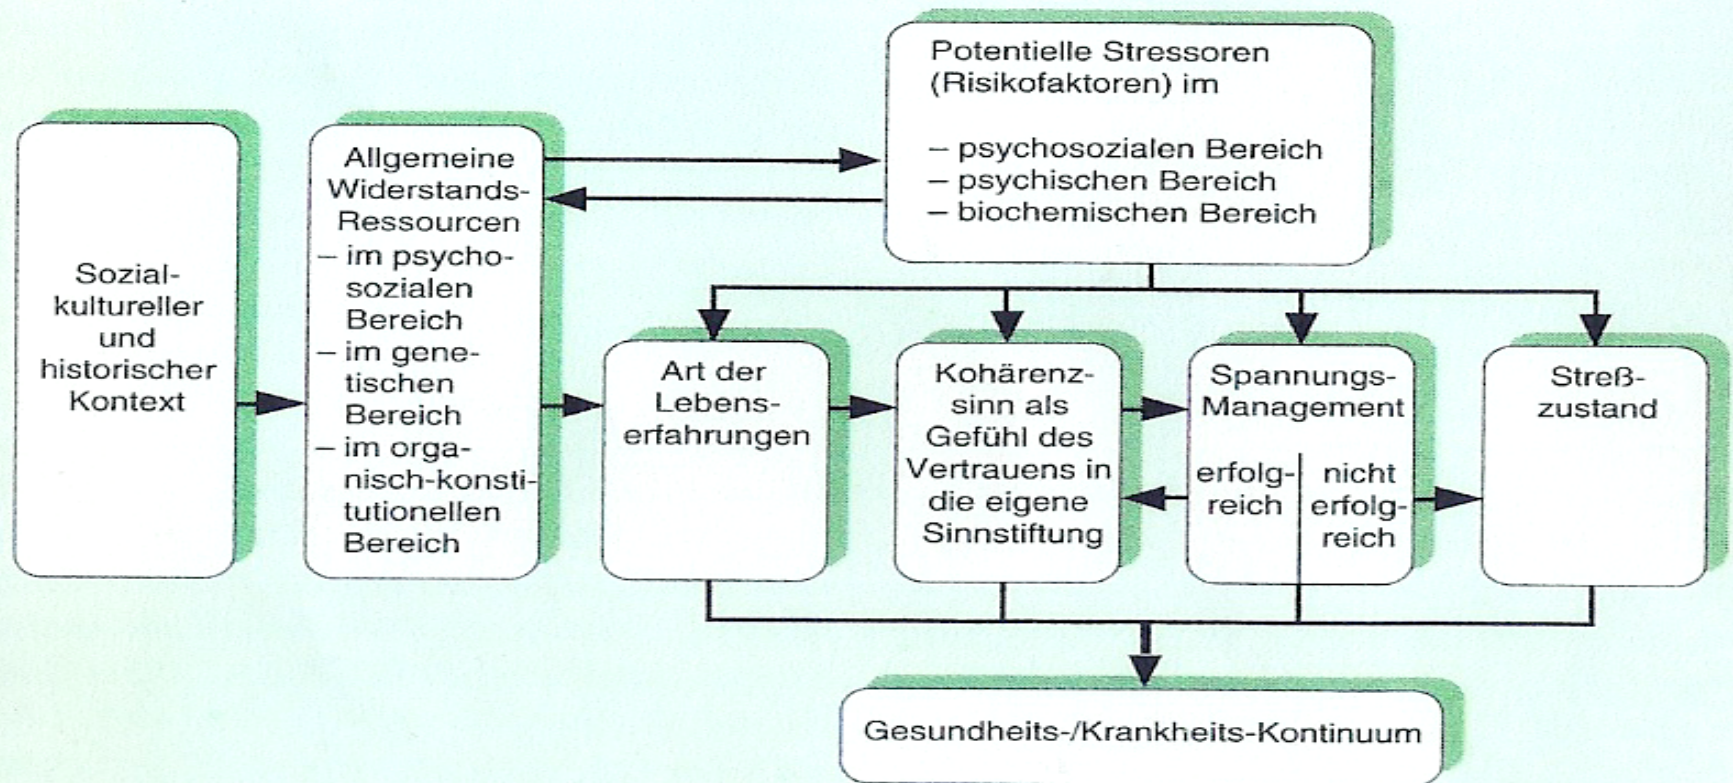 Potentielle Stressoren
(Risikofaktoren) im
– psychosozialen Bereich
– psychischen Bereich
– biochemischen Bereich
Sozial-
kultureller
und
historischer
Kontext
Allgemeine
Widerstands-
Ressourcen
– im psycho-
sozialen
Bereich
– im gene-
tischen
Bereich
– im orga-
nisch-konsti-
tutionellen
Bereich
Art der
Lebens-
erfahrungen
Kohärenz-
sinn als
Gefühl des
Vertrauens in
die eigene
Sinnstiftung
Spannungs-
Management
erfolg-
reich
nicht
erfolg-
reich
Streß-
zustand
Gesundheits-/Krankheits-Kontinuum